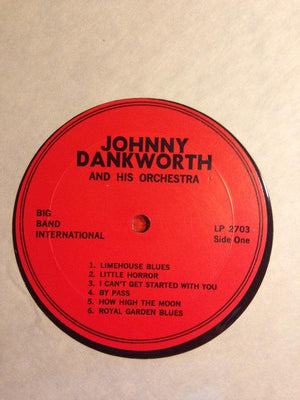 JOHNNY
DANKWORTH
AND HIS ORCHESTRA
BIG
BAND
INTERNATIONAL
LP 2703
Side One
1. LIMEHOUSE BLUES
2. LITTLE HORROR
3. I CAN'T GET STARTED WITH YOU
4. BY PASS
5. HOW HIGH THE MOON
6. ROYAL GARDEN BLUES